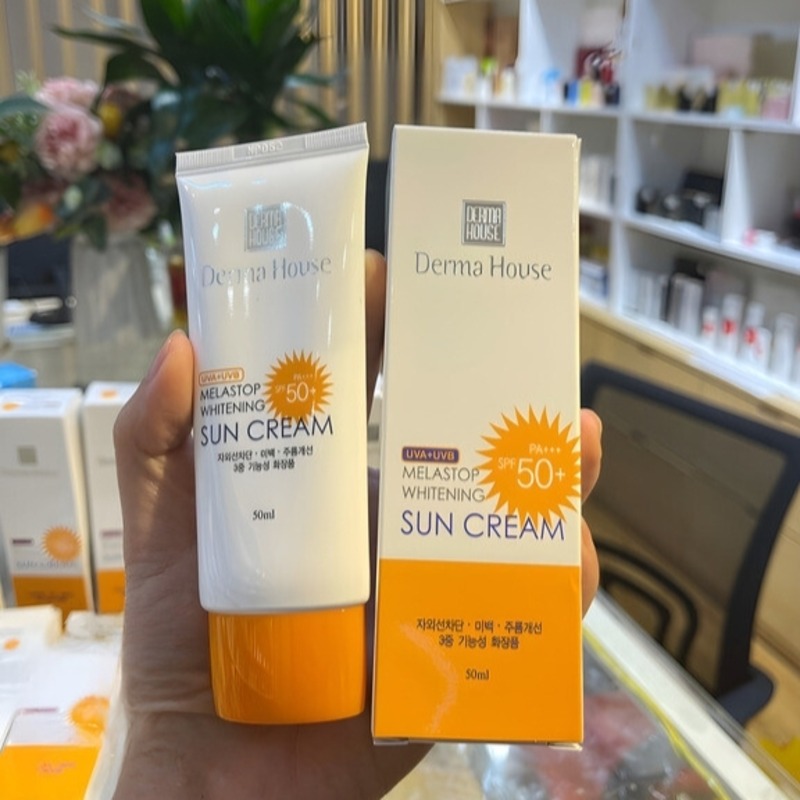 DERMA
HOUSE
Derma House
UVA+UVB
MELASTOP
WHITENING
PA+++
SPF 50+
SUN CREAM
자외선차단 · 미백 · 주름개선
3중 기능성 화장품
50ml
DERMA
HOUSE
Derma House
UVA+UVB
MELASTOP
WHITENING
PA+++
SPF 50+
SUN CREAM
자외선차단 · 미백 · 주름개선
3중 기능성 화장품
50ml